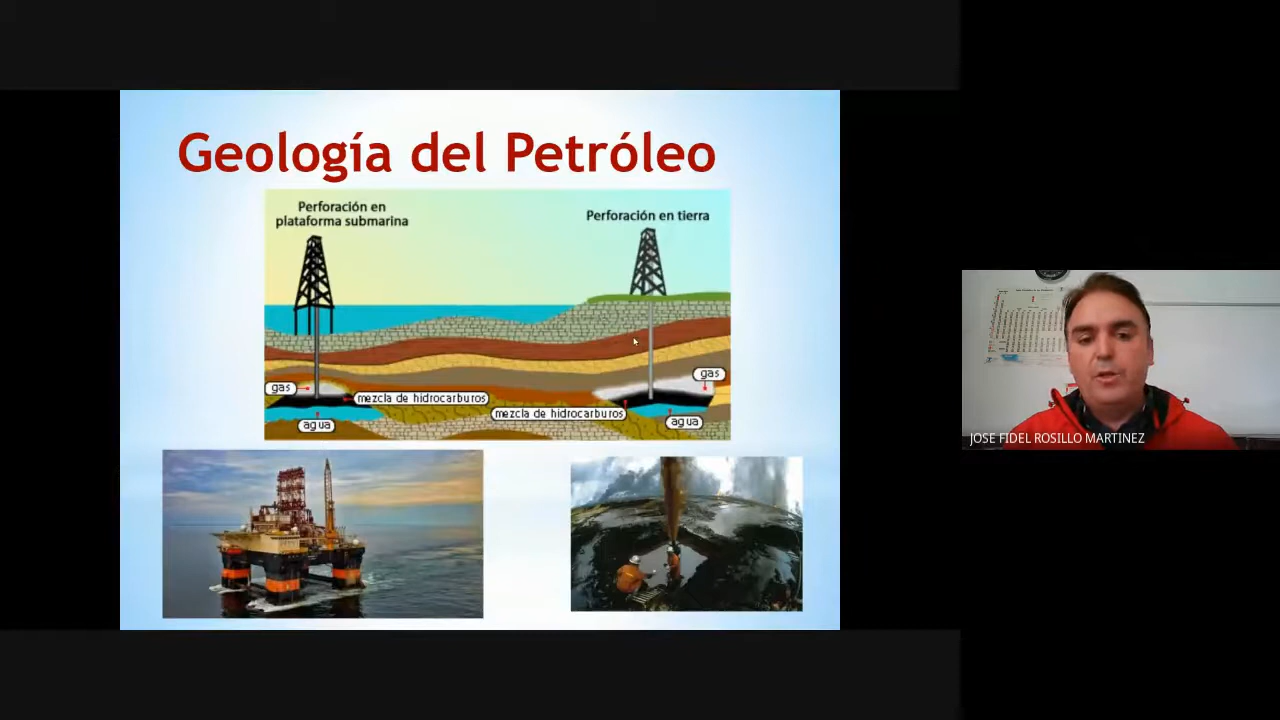 Geología del Petróleo
Perforación en
plataforma submarina
Perforación en tierra
gas
mezcla de hidrocarburos
agua
gas
mezcla de hidrocarburos
agua
JOSE FIDEL ROSILLO MARTINEZ